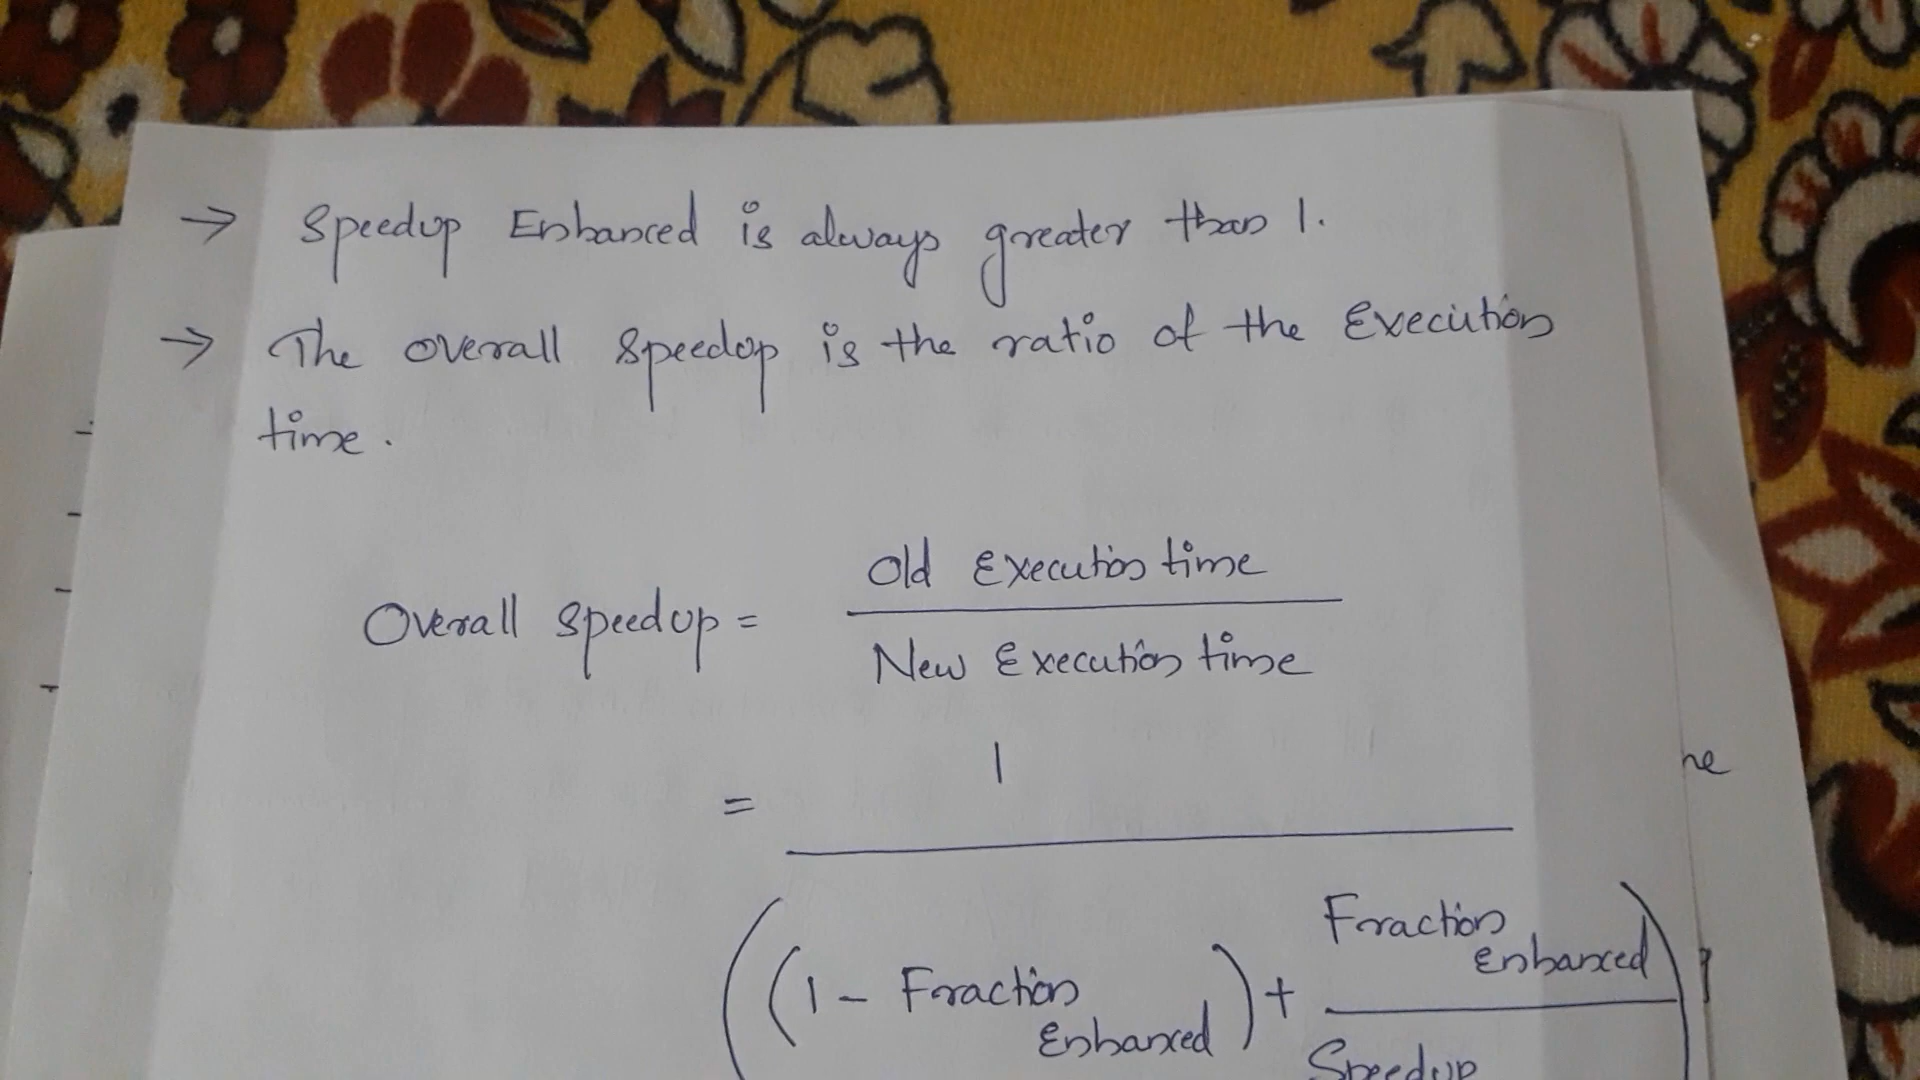 → Speedup Enhanced is always greater than 1.
→ The overall speedup is the ratio of the Execution
time.
Overall speedup = Old Execution time
New Execution time
= 1
((1 - Fraction Enhanced) + Fraction Enhanced
Speedup
he